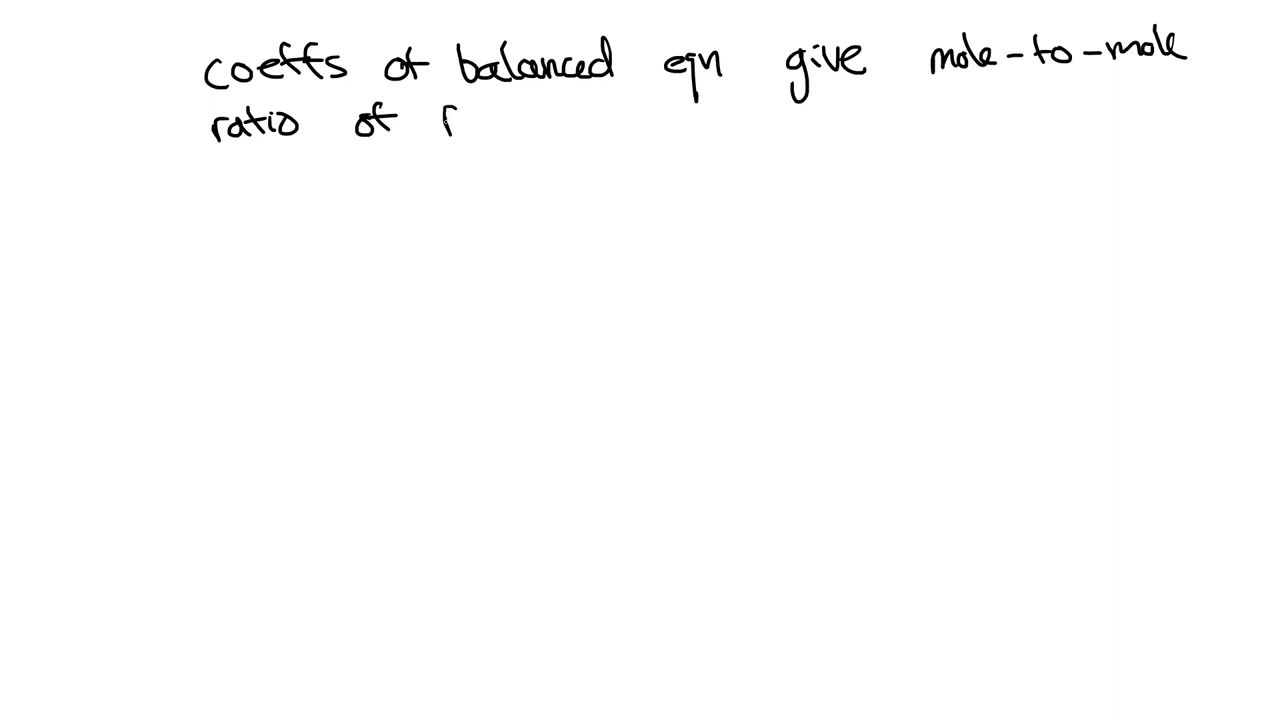 coeffs of balanced eqn give mole-to-mole
ratio of r